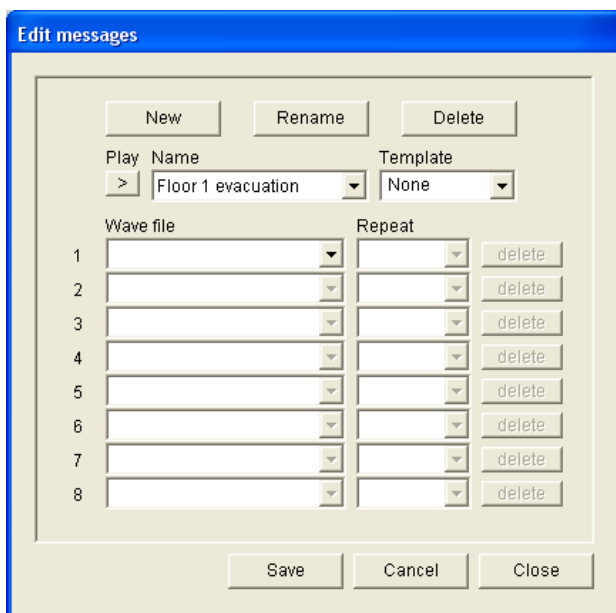 Edit messages
New Rename Delete
Play Name Template
> Floor 1 evacuation None
Wave file Repeat
1 delete
2 delete
3 delete
4 delete
5 delete
6 delete
7 delete
8 delete
Save Cancel Close